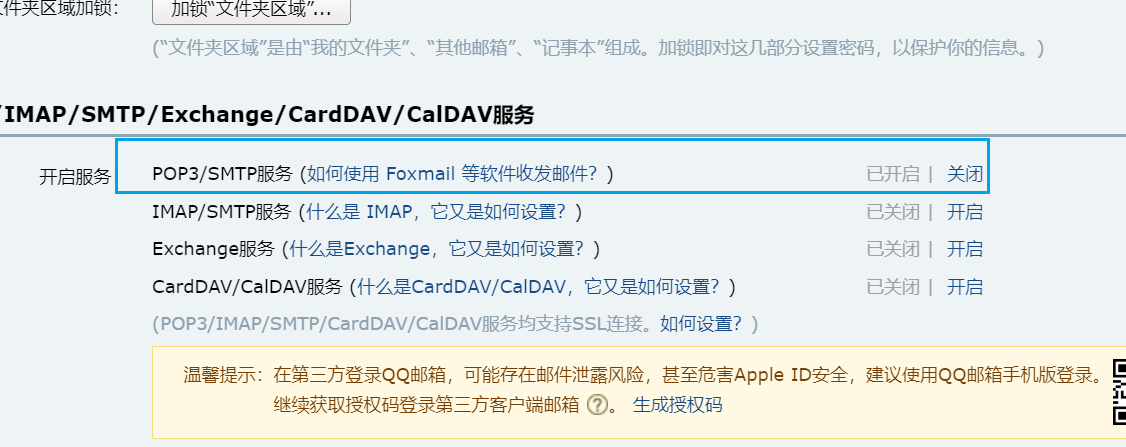 文件夹区域加锁： 加锁“文件夹区域”...
(“文件夹区域”是由“我的文件夹”、“其他邮箱”、“记事本”组成。加锁即对这几部分设置密码，以保护你的信息。)
/IMAP/SMTP/Exchange/CardDAV/CalDAV服务
开启服务 POP3/SMTP服务 (如何使用 Foxmail 等软件收发邮件？) 已开启 | 关闭
IMAP/SMTP服务 (什么是 IMAP，它又是如何设置？) 已关闭 | 开启
Exchange服务 (什么是Exchange，它又是如何设置？) 已关闭 | 开启
CardDAV/CalDAV服务 (什么是CardDAV/CalDAV，它又是如何设置？) 已关闭 | 开启
(POP3/IMAP/SMTP/CardDAV/CalDAV服务均支持SSL连接。如何设置？)
温馨提示：在第三方登录QQ邮箱，可能存在邮件泄露风险，甚至危害Apple ID安全，建议使用QQ邮箱手机版登录。
继续获取授权码登录第三方客户端邮箱 ?。 生成授权码